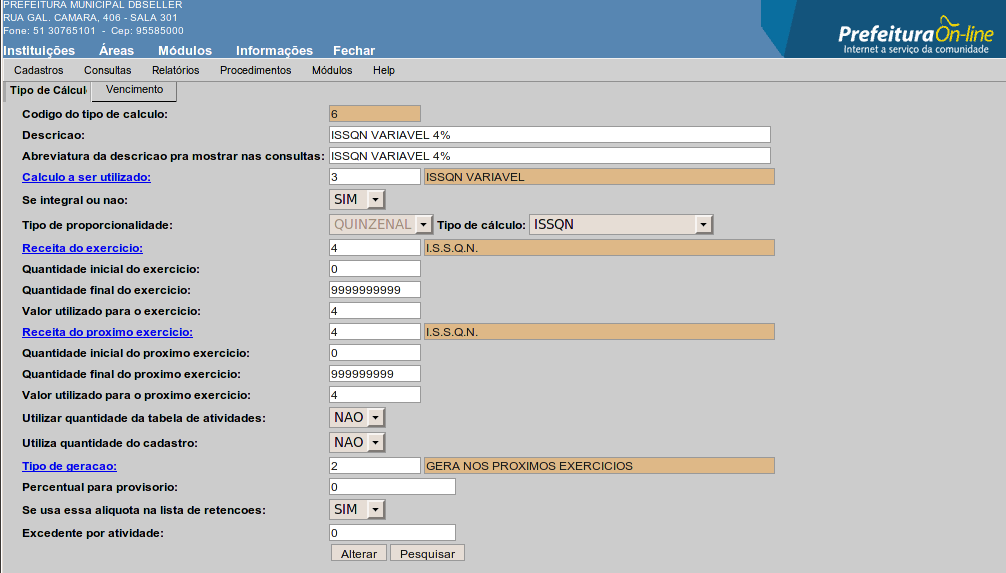 PREFEITURA MUNICIPAL DBSELLER
RUA GAL. CAMARA, 406 - SALA 301
Fone: 51 30765101 - Cep: 95585000
PrefeituraOn-line
Internet a serviço da comunidade
Instituições Áreas Módulos Informações Fechar
Cadastros Consultas Relatórios Procedimentos Módulos Help
Tipo de Cálcul Vencimento
Codigo do tipo de calculo: 6
Descricao: ISSQN VARIAVEL 4%
Abreviatura da descricao pra mostrar nas consultas: ISSQN VARIAVEL 4%
Calculo a ser utilizado: 3 ISSQN VARIAVEL
Se integral ou nao: SIM
Tipo de proporcionalidade: QUINZENAL Tipo de cálculo: ISSQN
Receita do exercicio: 4 I.S.S.Q.N.
Quantidade inicial do exercicio: 0
Quantidade final do exercicio: 9999999999
Valor utilizado para o exercicio: 4
Receita do proximo exercicio: 4 I.S.S.Q.N.
Quantidade inicial do proximo exercicio: 0
Quantidade final do proximo exercicio: 999999999
Valor utilizado para o proximo exercicio: 4
Utilizar quantidade da tabela de atividades: NAO
Utiliza quantidade do cadastro: NAO
Tipo de geracao: 2 GERA NOS PROXIMOS EXERCICIOS
Percentual para provisorio: 0
Se usa essa aliquota na lista de retencoes: SIM
Excedente por atividade: 0
Alterar Pesquisar